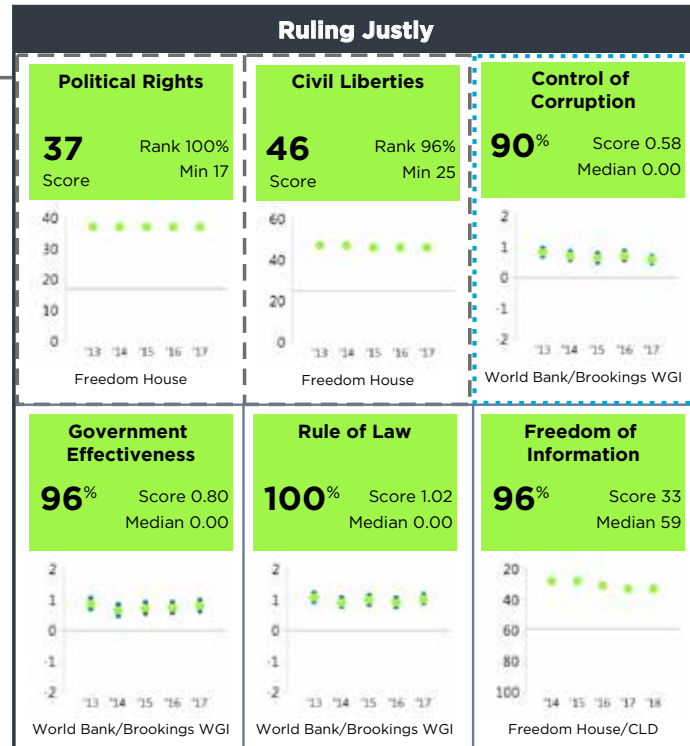 Ruling Justly
Political Rights
37
Score
Rank 100%
Min 17
40
30
20
10
0
'13 '14 '15 '16 '17
Freedom House
Civil Liberties
46
Score
Rank 96%
Min 25
60
40
20
0
'13 '14 '15 '16 '17
Freedom House
Control of
Corruption
90%
Score 0.58
Median 0.00
2
1
0
-1
-2
'13 '14 '15 '16 '17
World Bank/Brookings WGI
Government
Effectiveness
96%
Score 0.80
Median 0.00
2
1
0
-1
-2
'13 '14 '15 '16 '17
World Bank/Brookings WGI
Rule of Law
100%
Score 1.02
Median 0.00
2
1
0
-1
-2
'13 '14 '15 '16 '17
World Bank/Brookings WGI
Freedom of
Information
96%
Score 33
Median 59
20
40
60
80
100
'14 '15 '16 '17 '18
Freedom House/CLD